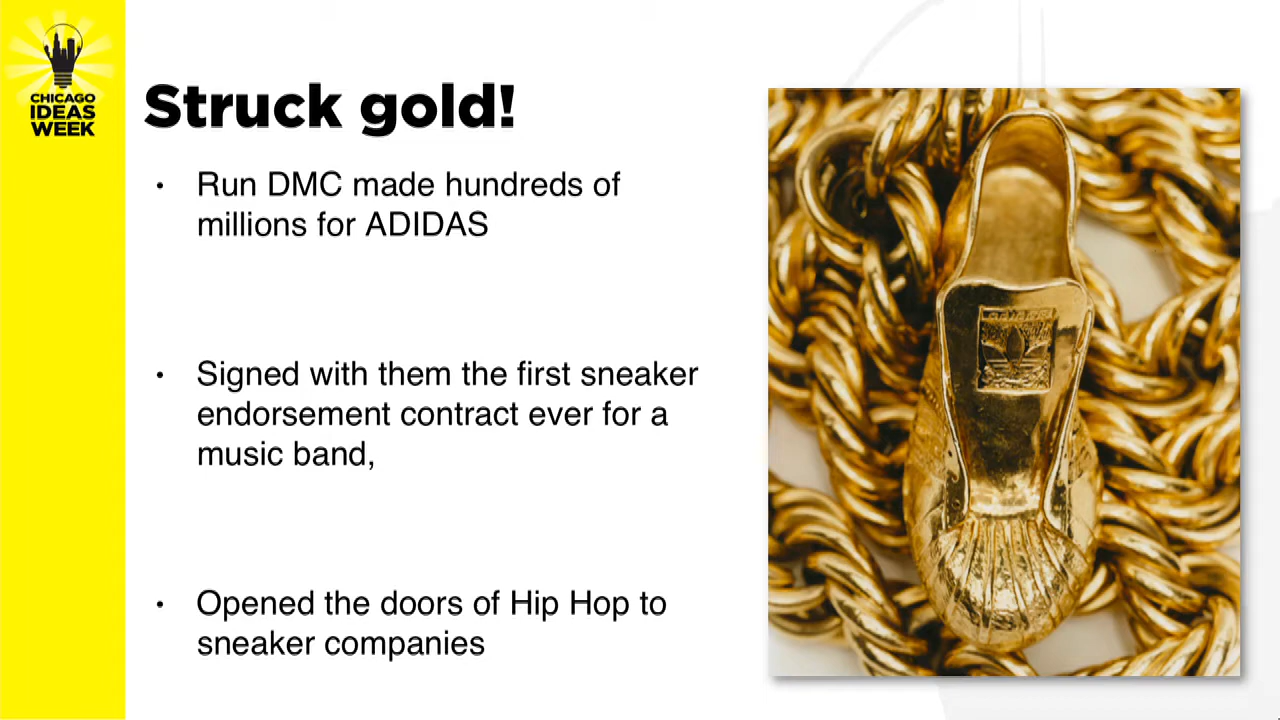 CHICAGO
IDEAS
WEEK
Struck gold!
• Run DMC made hundreds of
millions for ADIDAS
• Signed with them the first sneaker
endorsement contract ever for a
music band,
• Opened the doors of Hip Hop to
sneaker companies
adidas